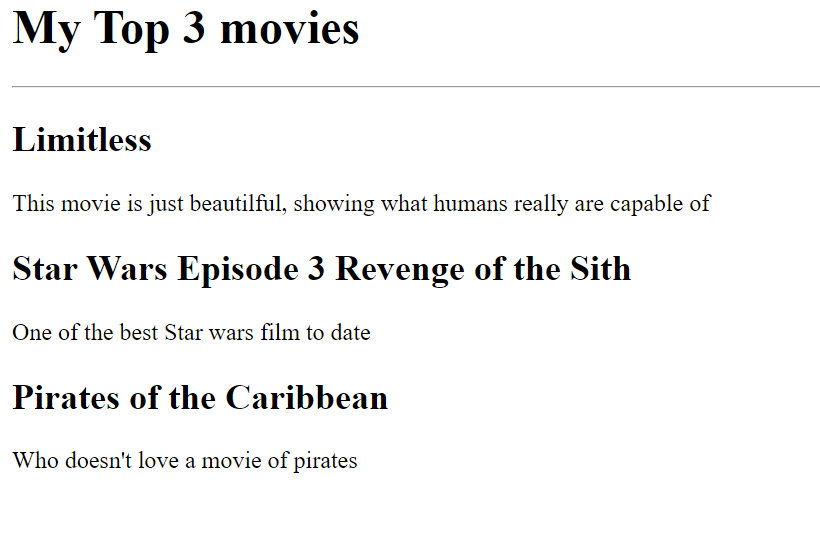 My Top 3 movies
Limitless
This movie is just beautilful, showing what humans really are capable of
Star Wars Episode 3 Revenge of the Sith
One of the best Star wars film to date
Pirates of the Caribbean
Who doesn't love a movie of pirates